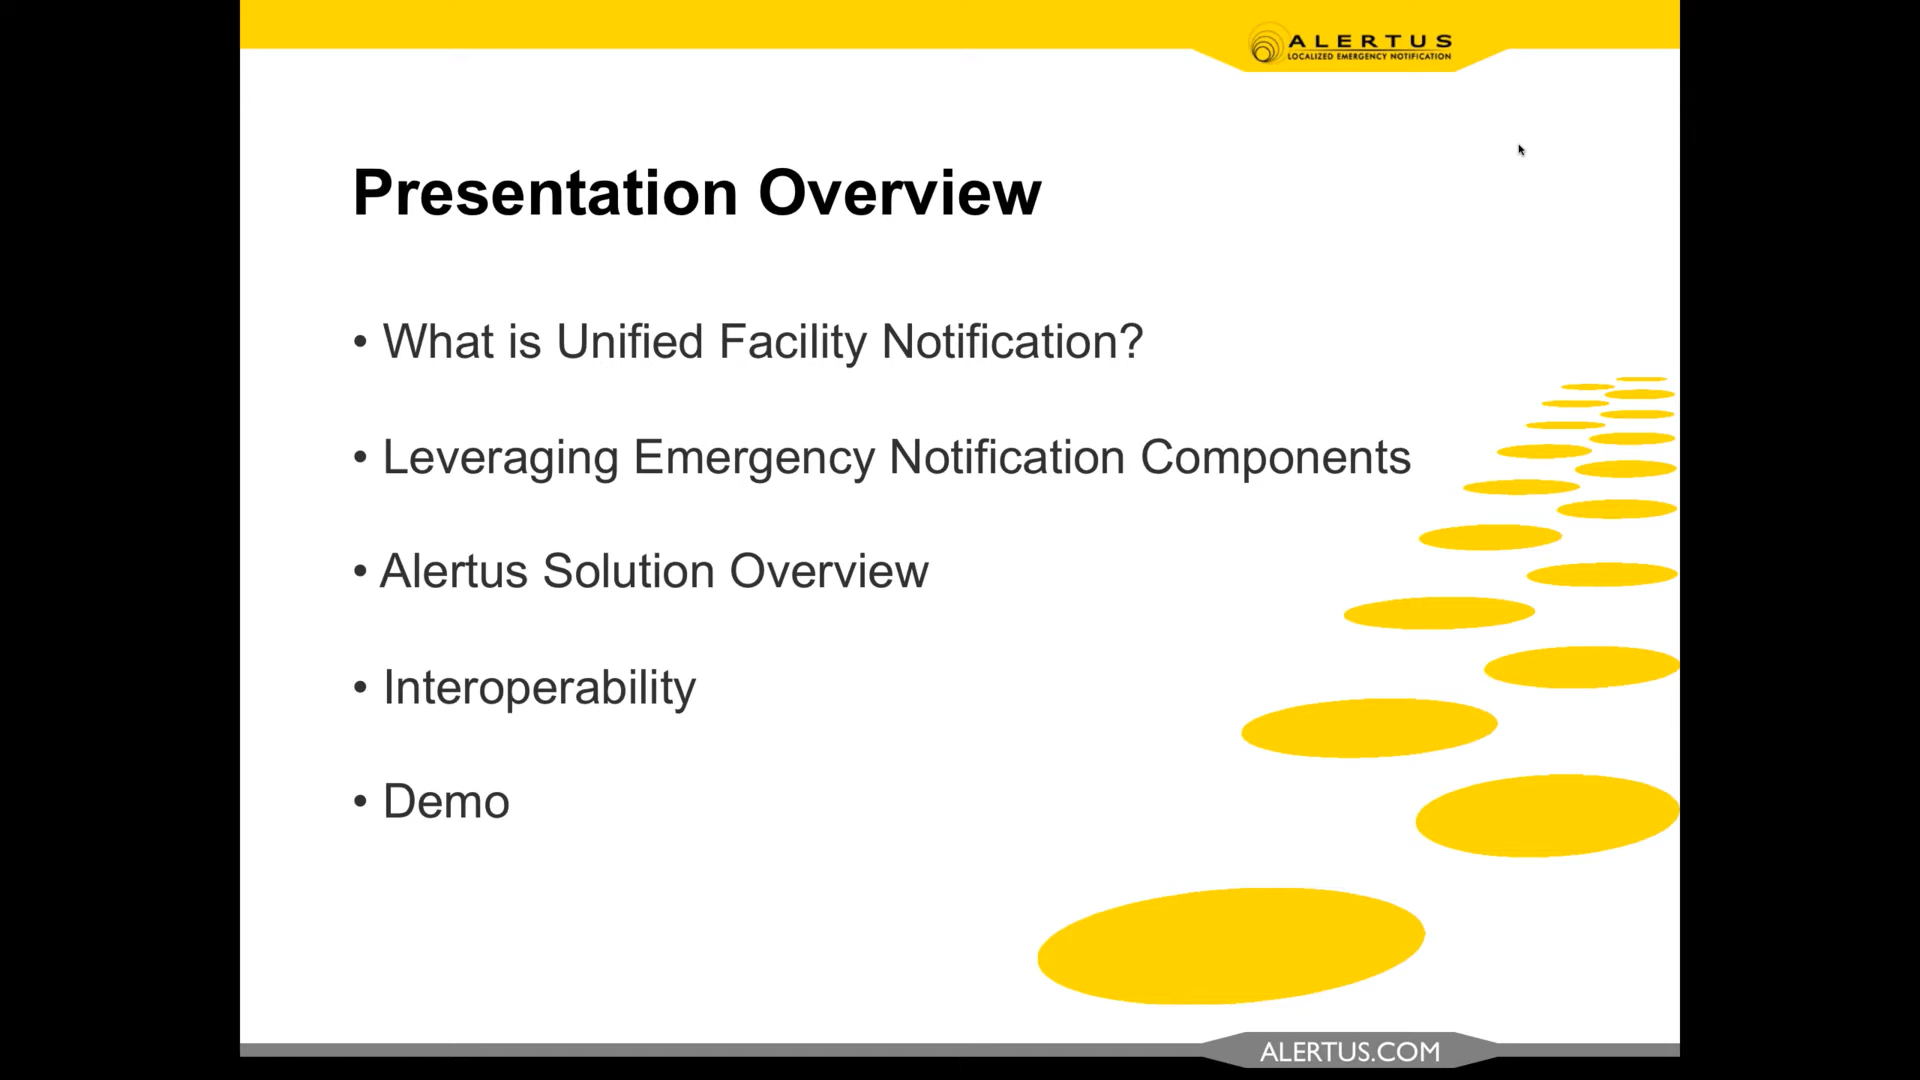 ALERTUS
LOCALIZED EMERGENCY NOTIFICATION
Presentation Overview
• What is Unified Facility Notification?
• Leveraging Emergency Notification Components
• Alertus Solution Overview
• Interoperability
• Demo
ALERTUS.COM